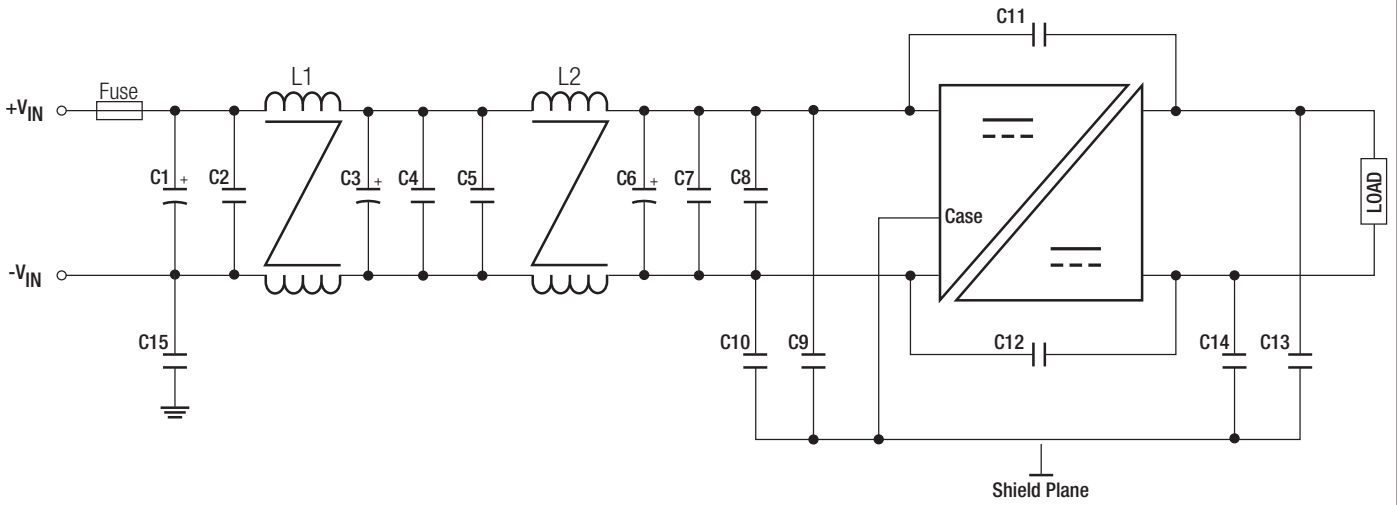 C11
L1
L2
Fuse
+VIN
C1 +
C2
C3 +
C4
C5
C6 +
C7
C8
LOAD
Case
-VIN
C15
C10
C9
C12
C14
C13
Shield Plane